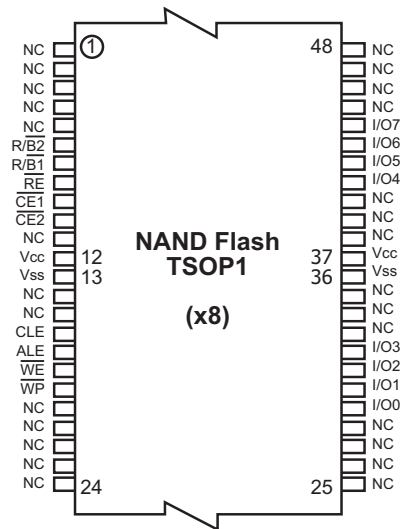 NC
NC
NC
NC
NC
R/B2
R/B1
RE
CE1
CE2
NC
Vcc
Vss
NC
NC
CLE
ALE
WE
WP
NC
NC
NC
NC
NC
1
12
13
24
NAND Flash
TSOP1
(x8)
48
37
36
25
NC
NC
NC
NC
I/O7
I/O6
I/O5
I/O4
NC
NC
NC
Vcc
Vss
NC
NC
NC
I/O3
I/O2
I/O1
I/O0
NC
NC
NC
NC